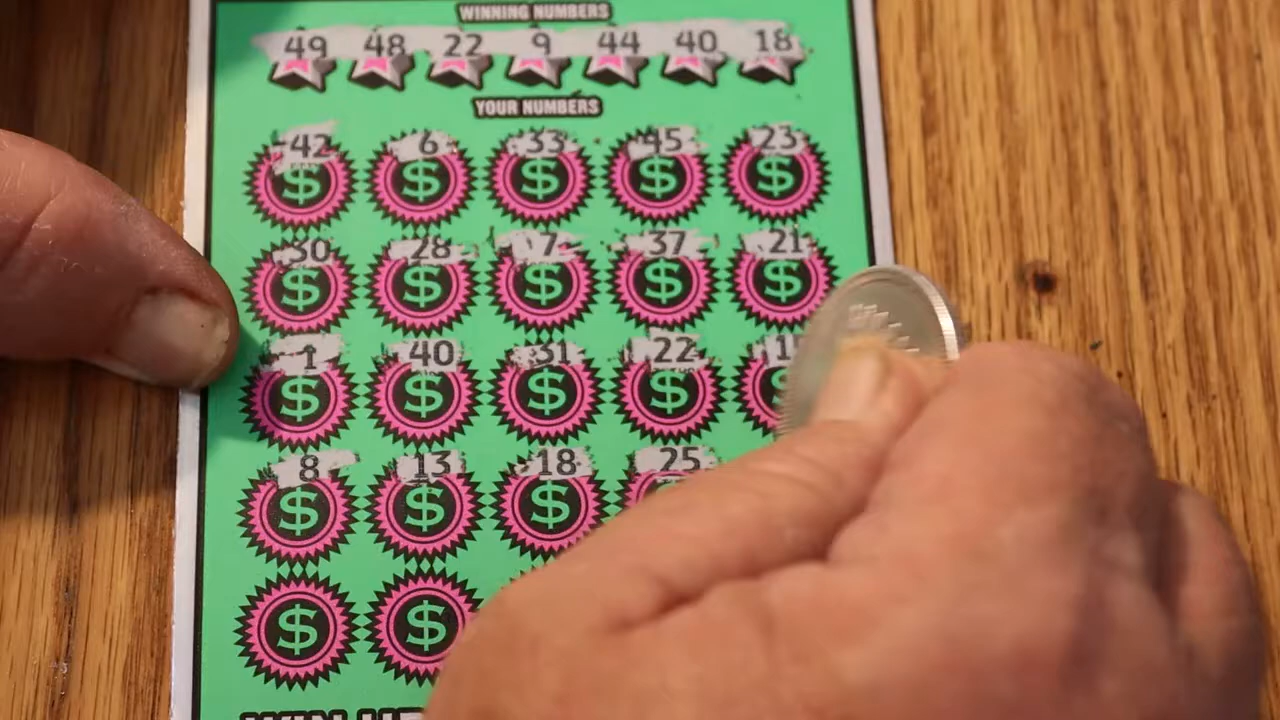 WINNING NUMBERS
49 48 22 9 44 40 18
YOUR NUMBERS
42 6 33 45 23
$ $ $ $ $
30 28 7 37 21
$ $ $ $ $
1 40 31 22
$ $ $ $ $
8 13 18 25
$ $ $
$ $